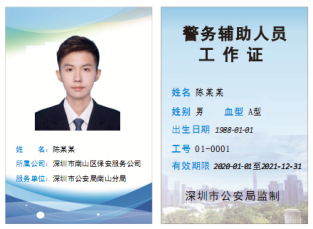 姓　名：陈某某
所属公司：深圳市南山区保安服务公司
服务单位：深圳市公安局南山分局
警务辅助人员
工作证
姓名 陈某某
姓别 男 血型 A型
出生日期 1988-01-01
工号 01-0001
有效期限 2020-01-01至2021-12-31
深圳市公安局监制